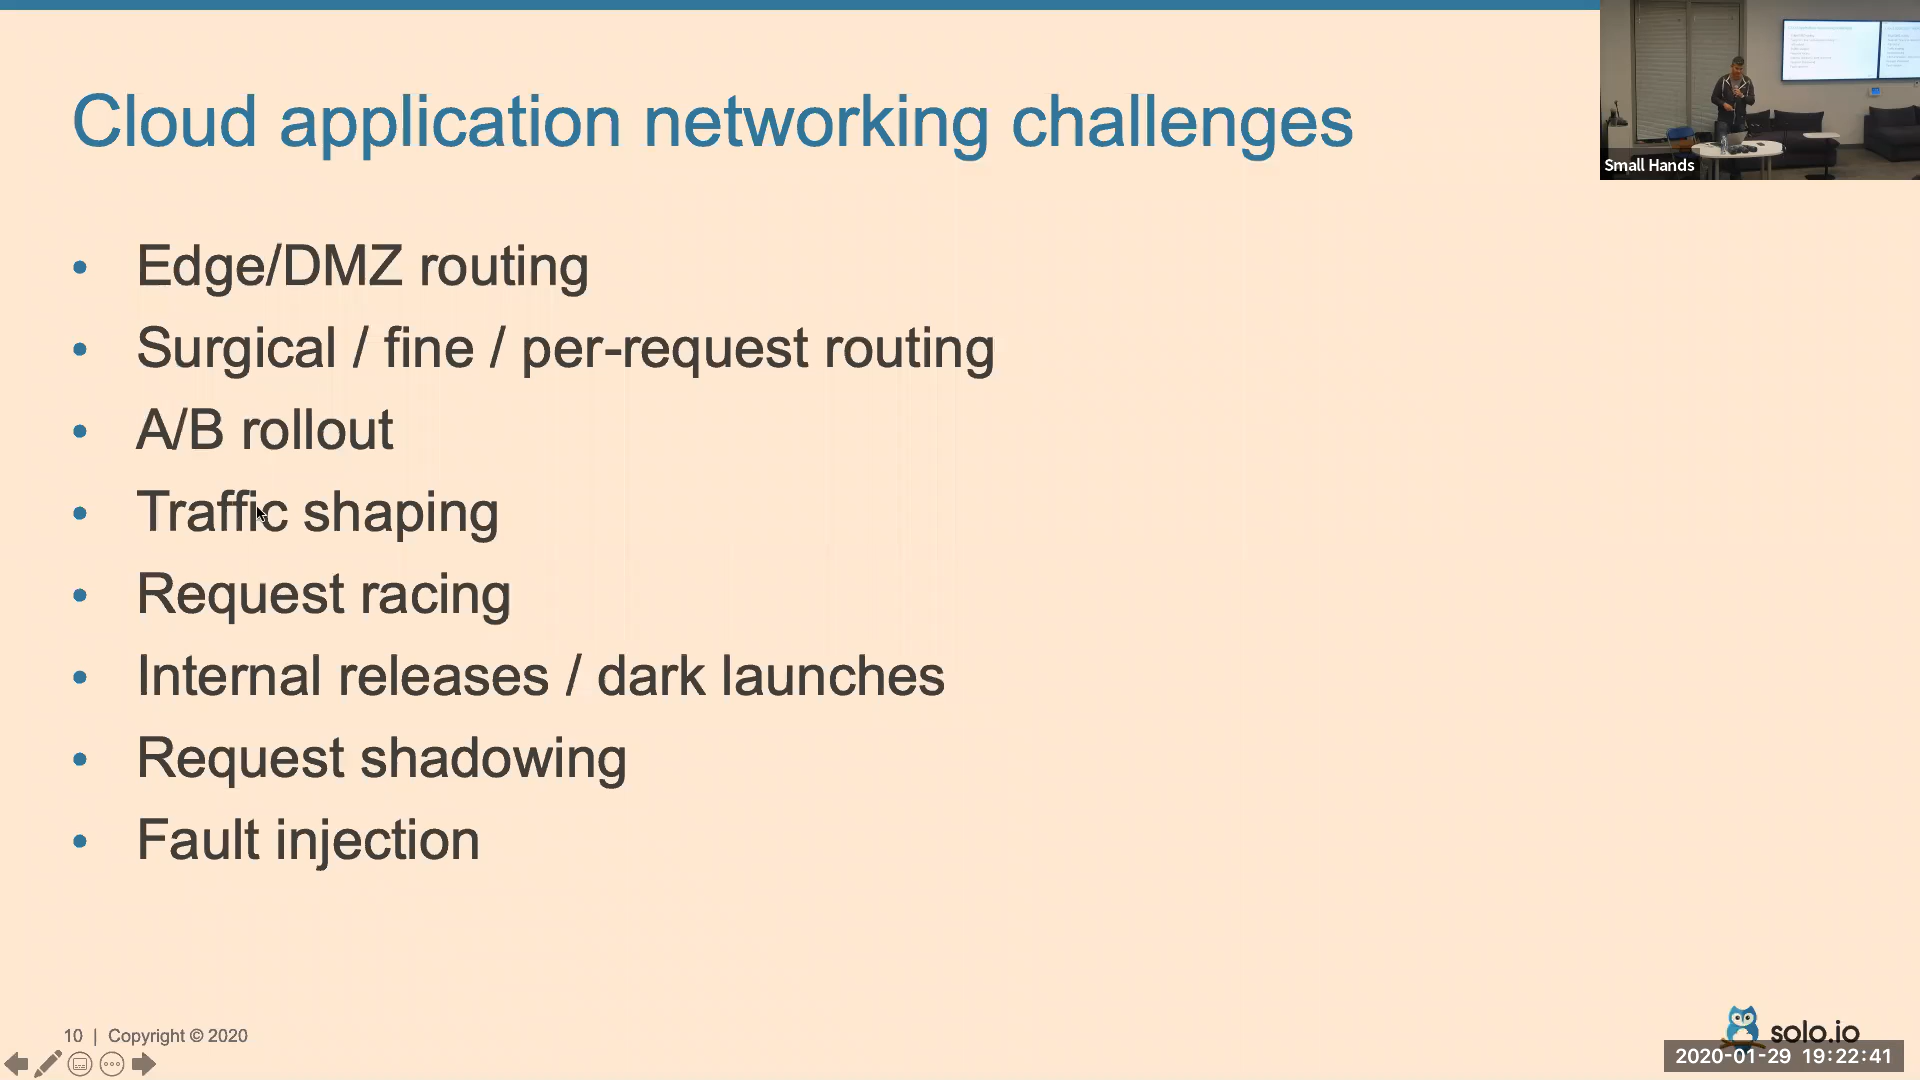 Cloud application networking challenges
Small Hands
• Edge/DMZ routing
• Surgical / fine / per-request routing
• A/B rollout
• Traffic shaping
• Request racing
• Internal releases / dark launches
• Request shadowing
• Fault injection
10 | Copyright © 2020
solo.io
2020-01-29 19:22:41